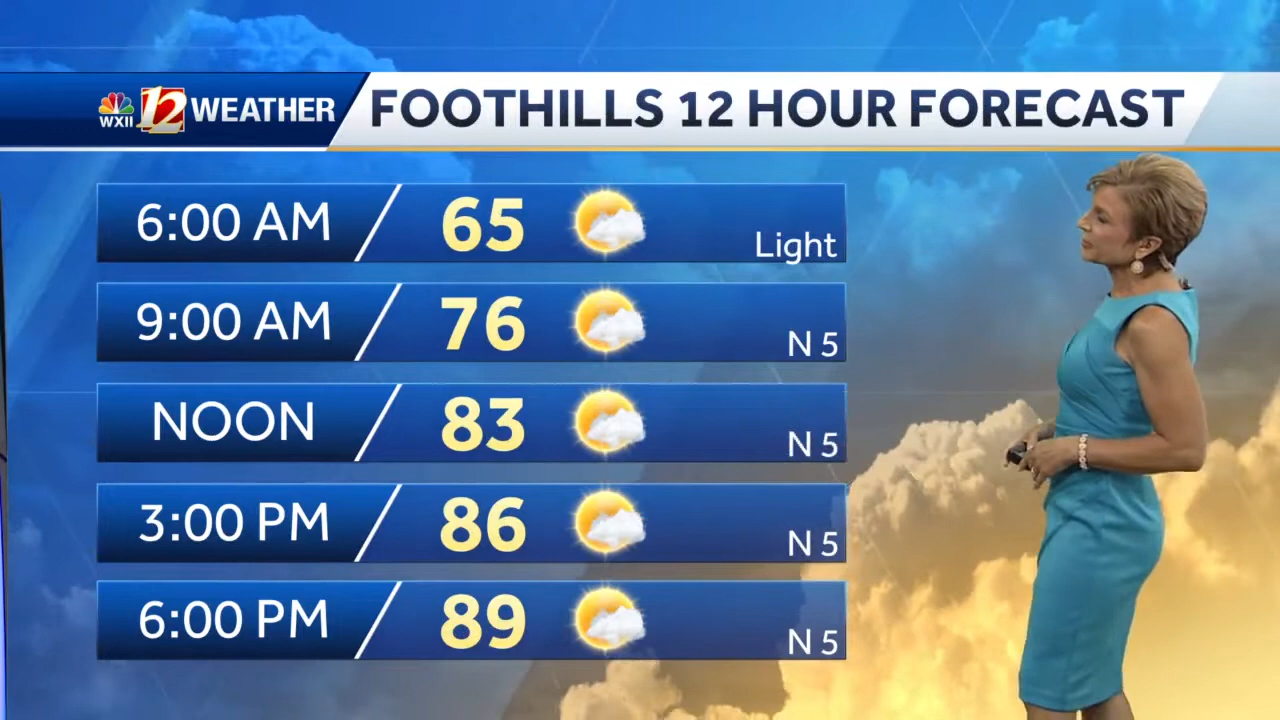 WXII 12 WEATHER
FOOTHILLS 12 HOUR FORECAST
6:00 AM 65 Light
9:00 AM 76 N 5
NOON 83 N 5
3:00 PM 86 N 5
6:00 PM 89 N 5